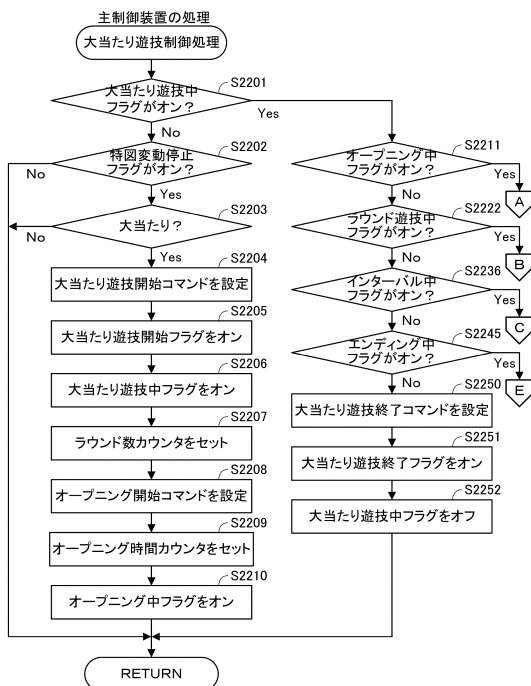 主制御装置の処理
大当たり遊技制御処理
S2201
大当たり遊技中
フラグがオン？
Yes
No
S2202
特図変動停止
フラグがオン？
No
Yes
S2203
大当たり？
No
Yes
S2204
大当たり遊技開始コマンドを設定
S2205
大当たり遊技開始フラグをオン
S2206
大当たり遊技中フラグをオン
S2207
ラウンド数カウンタをセット
S2208
オープニング開始コマンドを設定
S2209
オープニング時間カウンタをセット
S2210
オープニング中フラグをオン
S2211
オープニング中
フラグがオン？
Yes
A
No
S2222
ラウンド遊技中
フラグがオン？
Yes
B
No
S2236
インターバル中
フラグがオン？
Yes
C
No
S2245
エンディング中
フラグがオン？
Yes
E
No
S2250
大当たり遊技終了コマンドを設定
S2251
大当たり遊技終了フラグをオン
S2252
大当たり遊技中フラグをオフ
RETURN